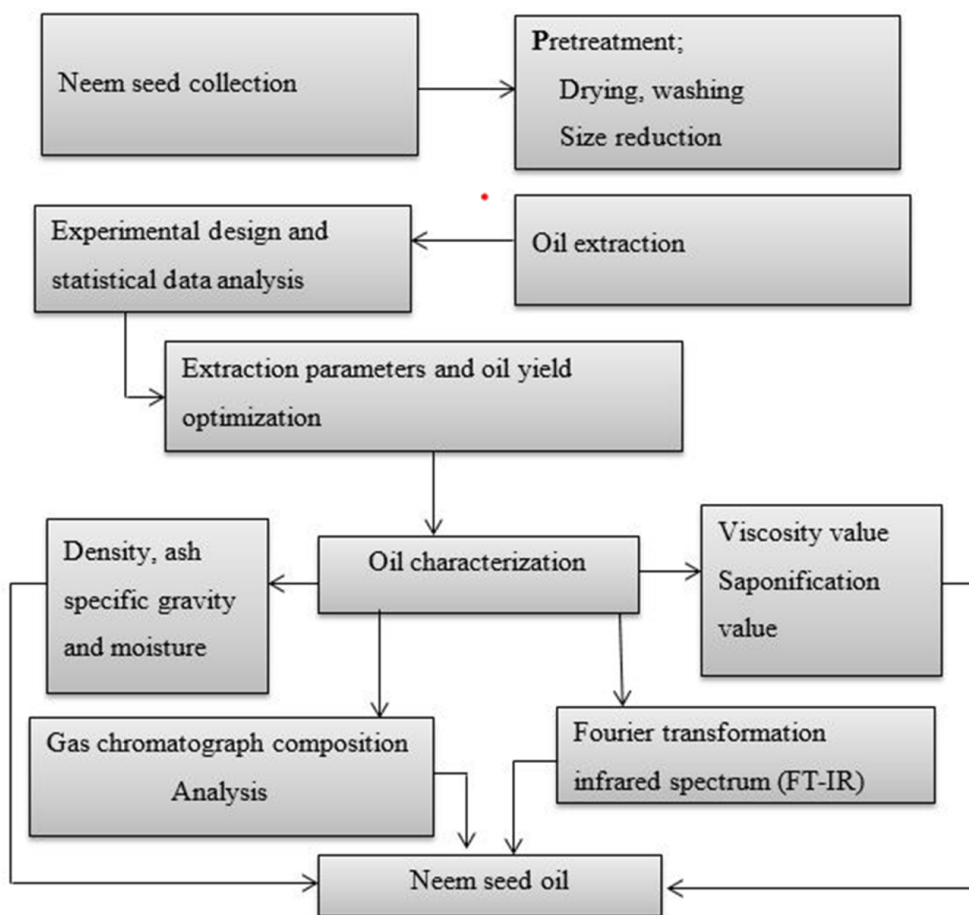 Neem seed collection
Pretreatment;
Drying, washing
Size reduction
Experimental design and
statistical data analysis
Oil extraction
Extraction parameters and oil yield
optimization
Density, ash
specific gravity
and moisture
Oil characterization
Viscosity value
Saponification
value
Gas chromatograph composition
Analysis
Fourier transformation
infrared spectrum (FT-IR)
Neem seed oil